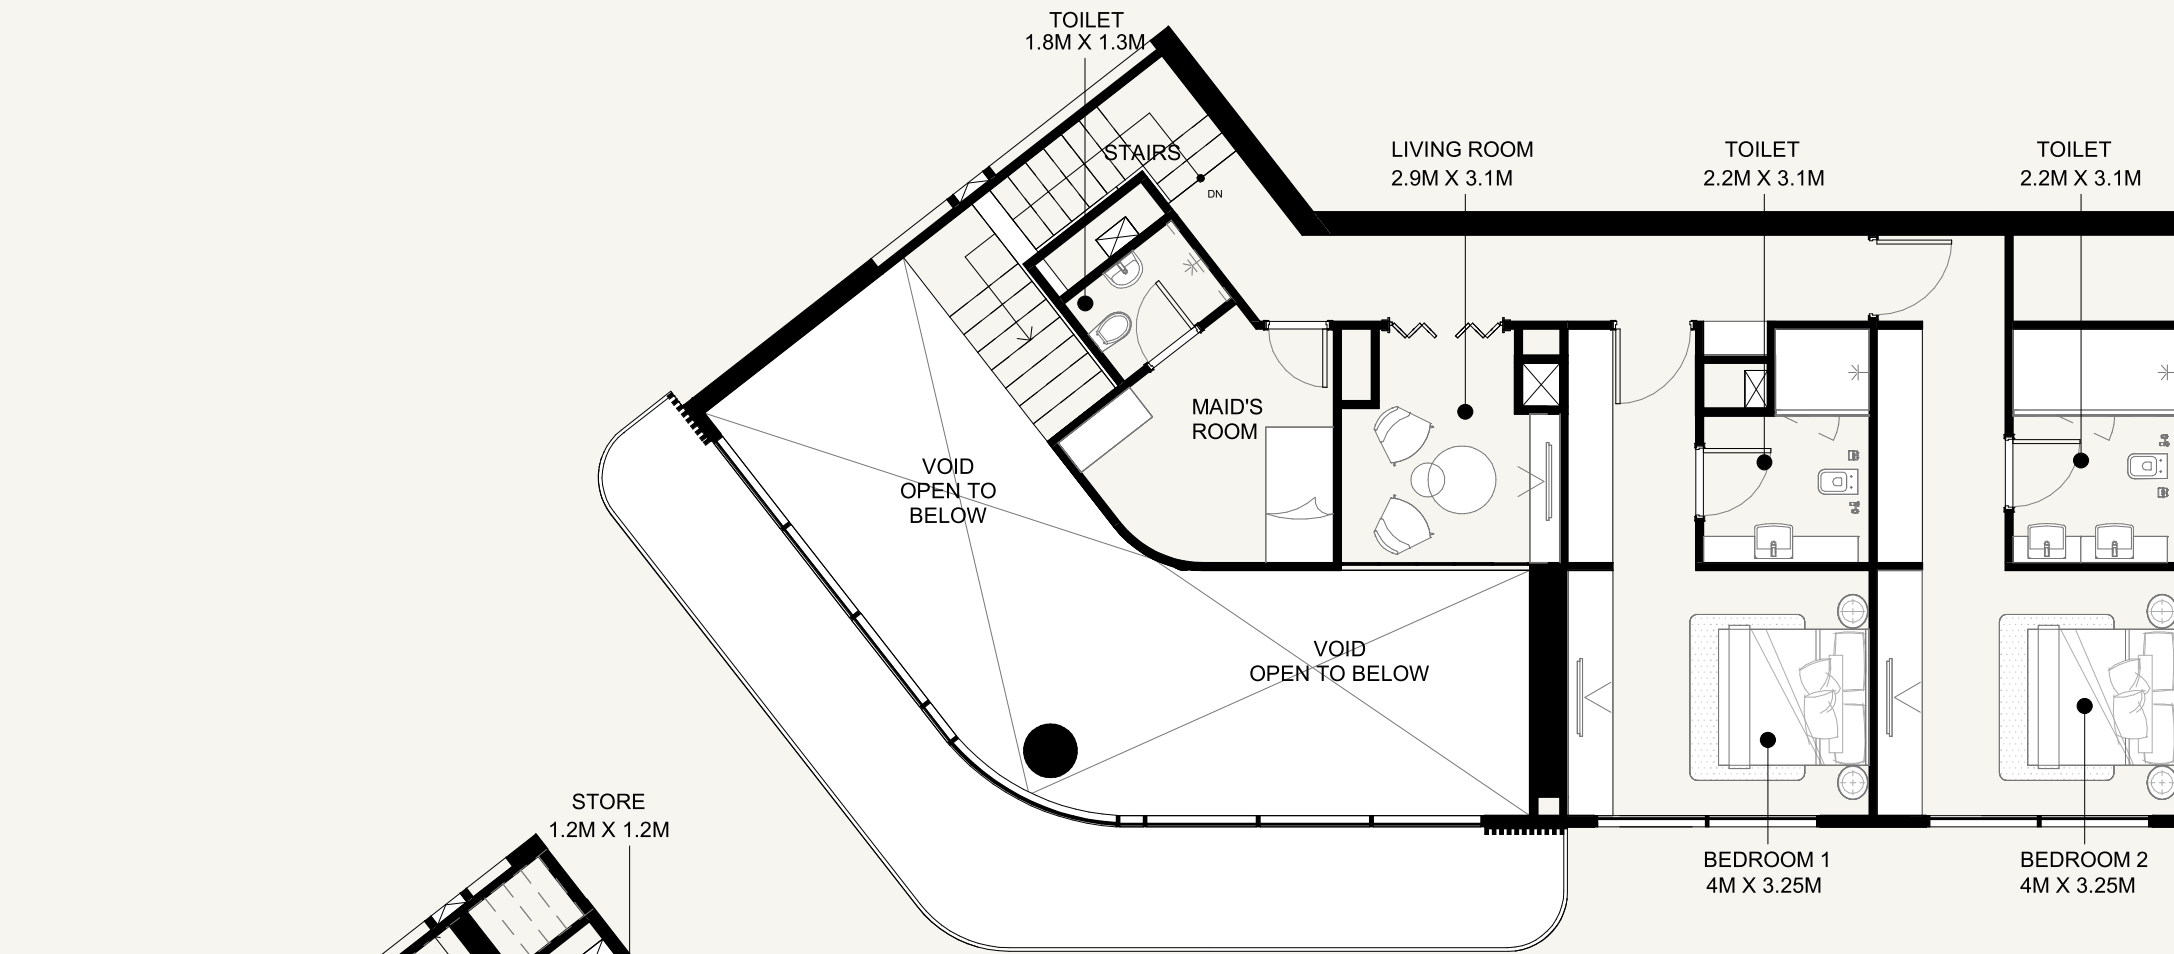 TOILET
1.8M X 1.3M
STAIRS
DN
LIVING ROOM
2.9M X 3.1M
TOILET
2.2M X 3.1M
TOILET
2.2M X 3.1M
MAID'S
ROOM
VOID
OPEN TO
BELOW
VOID
OPEN TO BELOW
STORE
1.2M X 1.2M
BEDROOM 1
4M X 3.25M
BEDROOM 2
4M X 3.25M